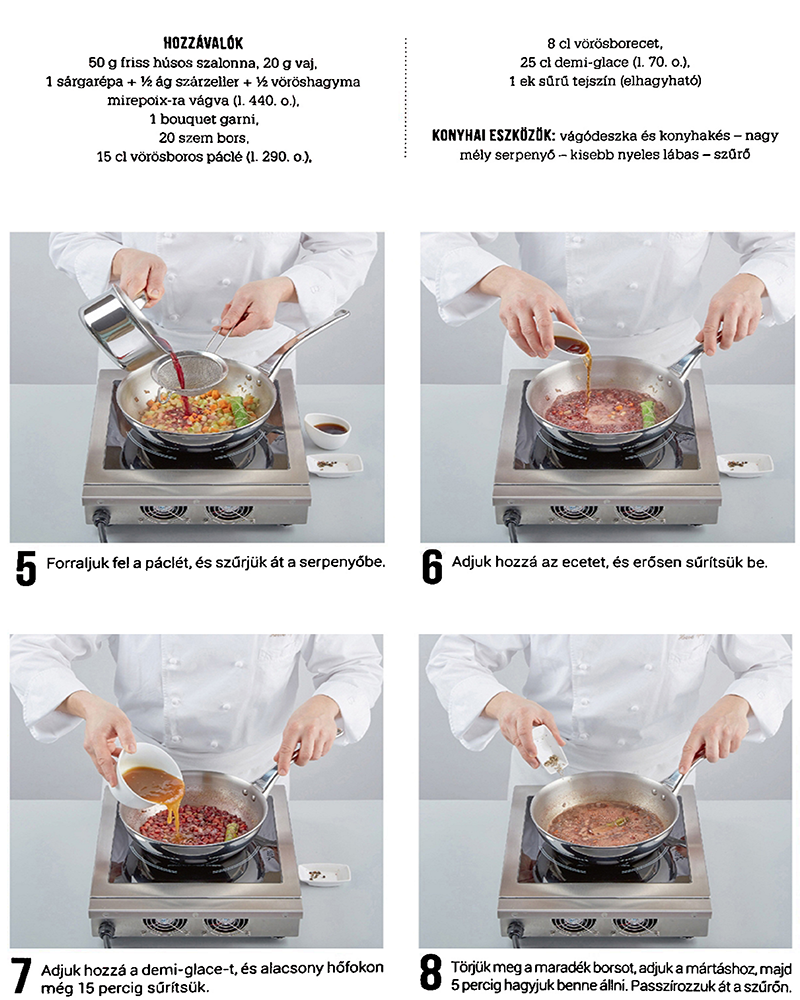 HOZZÁVALÓK
50 g friss húsos szalonna, 20 g vaj,
1 sárgarépa + ½ ág szárzeller + ½ vöröshagyma
mirepoix-ra vágva (l. 440. o.),
1 bouquet garni,
20 szem bors,
15 cl vörösboros páclé (l. 290. o.),
8 cl vörösborecet,
25 cl demi-glace (l. 70. o.),
1 ek sűrű tejszín (elhagyható)
KONYHAI ESZKÖZÖK: vágódeszka és konyhakés – nagy
mély serpenyő – kisebb nyeles lábas – szűrő
5 Forraljuk fel a páclét, és szűrjük át a serpenyőbe.
6 Adjuk hozzá az ecetet, és erősen sűrítsük be.
7 Adjuk hozzá a demi-glace-t, és alacsony hőfokon
még 15 percig sűrítsük.
8 Törjük meg a maradék borsot, adjuk a mártáshoz, majd
5 percig hagyjuk benne állni. Passzírozzuk át a szűrőn.